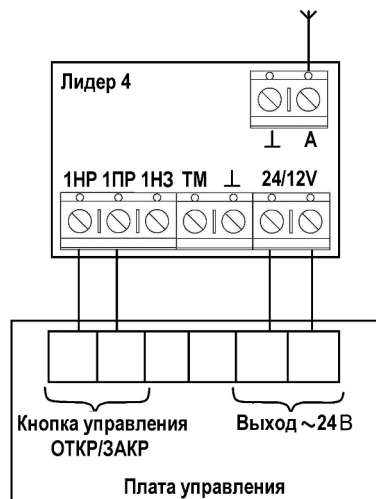 Лидер 4
⊥ А
1НР 1ПР 1НЗ ТМ ⊥ 24/12V
Кнопка управления
ОТКР/ЗАКР
Выход ~24В
Плата управления